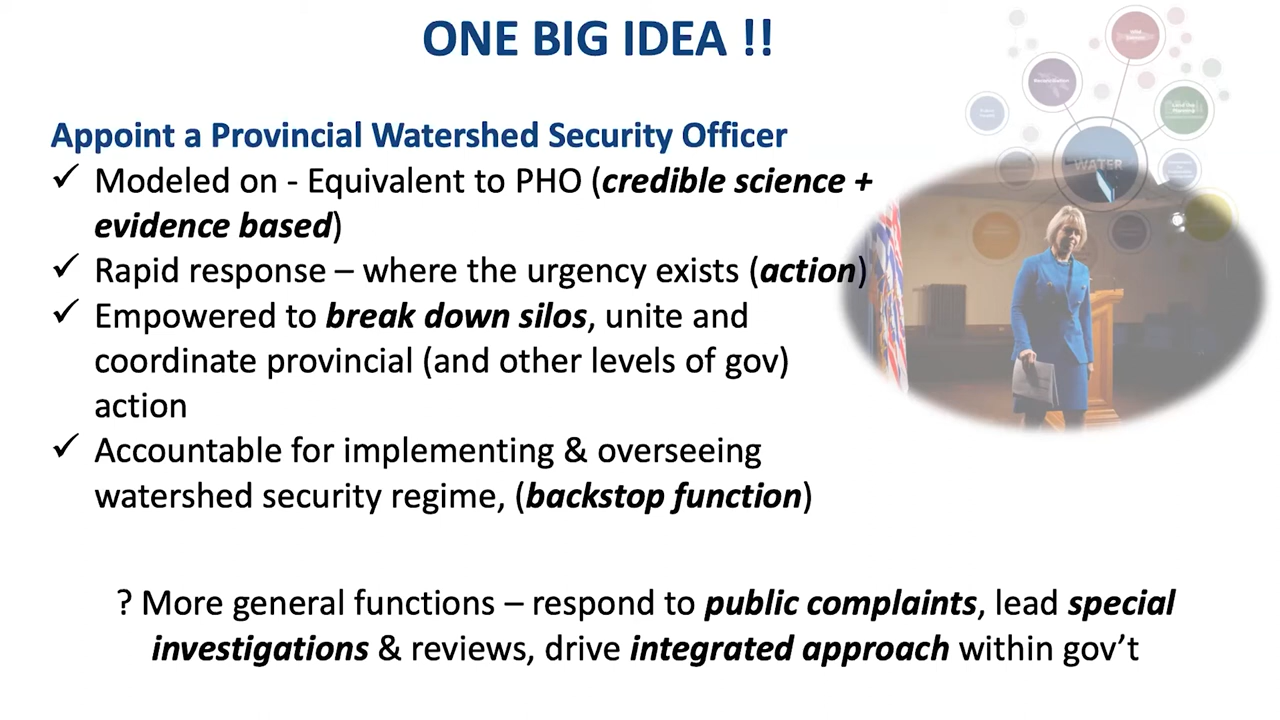 ONE BIG IDEA !!
WATER
Appoint a Provincial Watershed Security Officer
✓ Modeled on - Equivalent to PHO (credible science +
evidence based)
✓ Rapid response – where the urgency exists (action)
✓ Empowered to break down silos, unite and
coordinate provincial (and other levels of gov)
action
✓ Accountable for implementing & overseeing
watershed security regime, (backstop function)
? More general functions – respond to public complaints, lead special
investigations & reviews, drive integrated approach within gov't